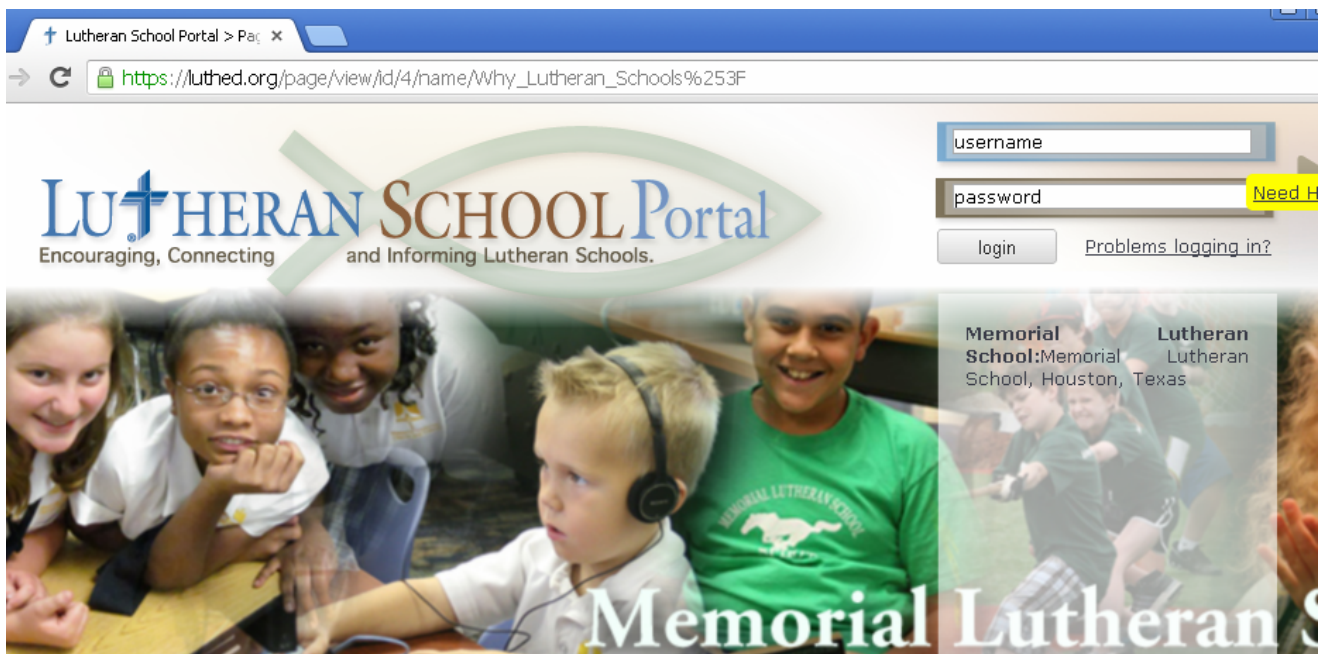 Lutheran School Portal > Pag
https://luthed.org/page/view/id/4/name/Why_Lutheran_Schools%253F
username
LUTHERAN SCHOOL Portal
password
Need H
Encouraging, Connecting and Informing Lutheran Schools.
login Problems logging in?
Memorial Lutheran
School:Memorial Lutheran
School, Houston, Texas
MEMORIAL LUTHERAN SCHOOL
Memorial Lutheran S